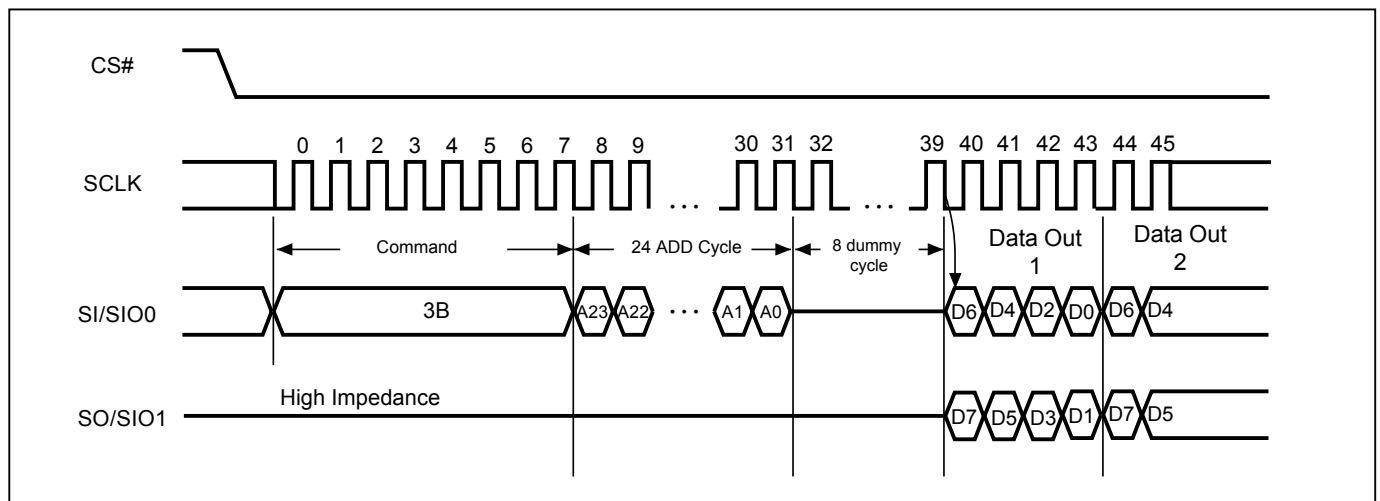 CS#
0 1 2 3 4 5 6 7 8 9 30 31 32 39 40 41 42 43 44 45
SCLK
...
...
Command
24 ADD Cycle
8 dummy
cycle
Data Out
1
Data Out
2
SI/SIO0
3B
A23 A22 ... A1 A0
D6 D4 D2 D0 D6 D4
High Impedance
SO/SIO1
D7 D5 D3 D1 D7 D5